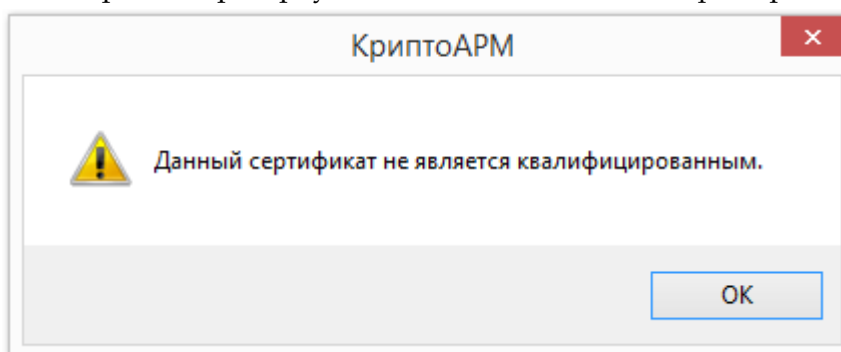 КриптоАРМ
Данный сертификат не является квалифицированным.
OK